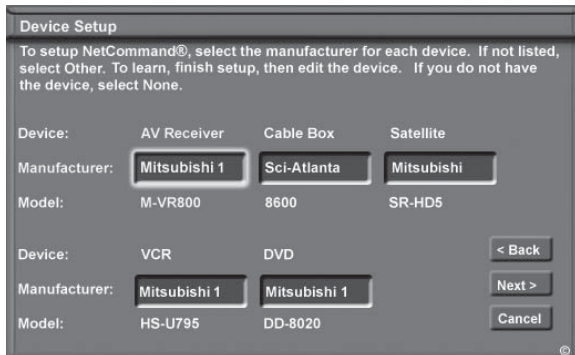 Device Setup
To setup NetCommand®, select the manufacturer for each device. If not listed,
select Other. To learn, finish setup, then edit the device. If you do not have
the device, select None.
Device: AV Receiver Cable Box Satellite
Manufacturer: Mitsubishi 1 Sci-Atlanta Mitsubishi
Model: M-VR800 8600 SR-HD5
Device: VCR DVD < Back
Manufacturer: Mitsubishi 1 Mitsubishi 1 Next >
Model: HS-U795 DD-8020 Cancel
©